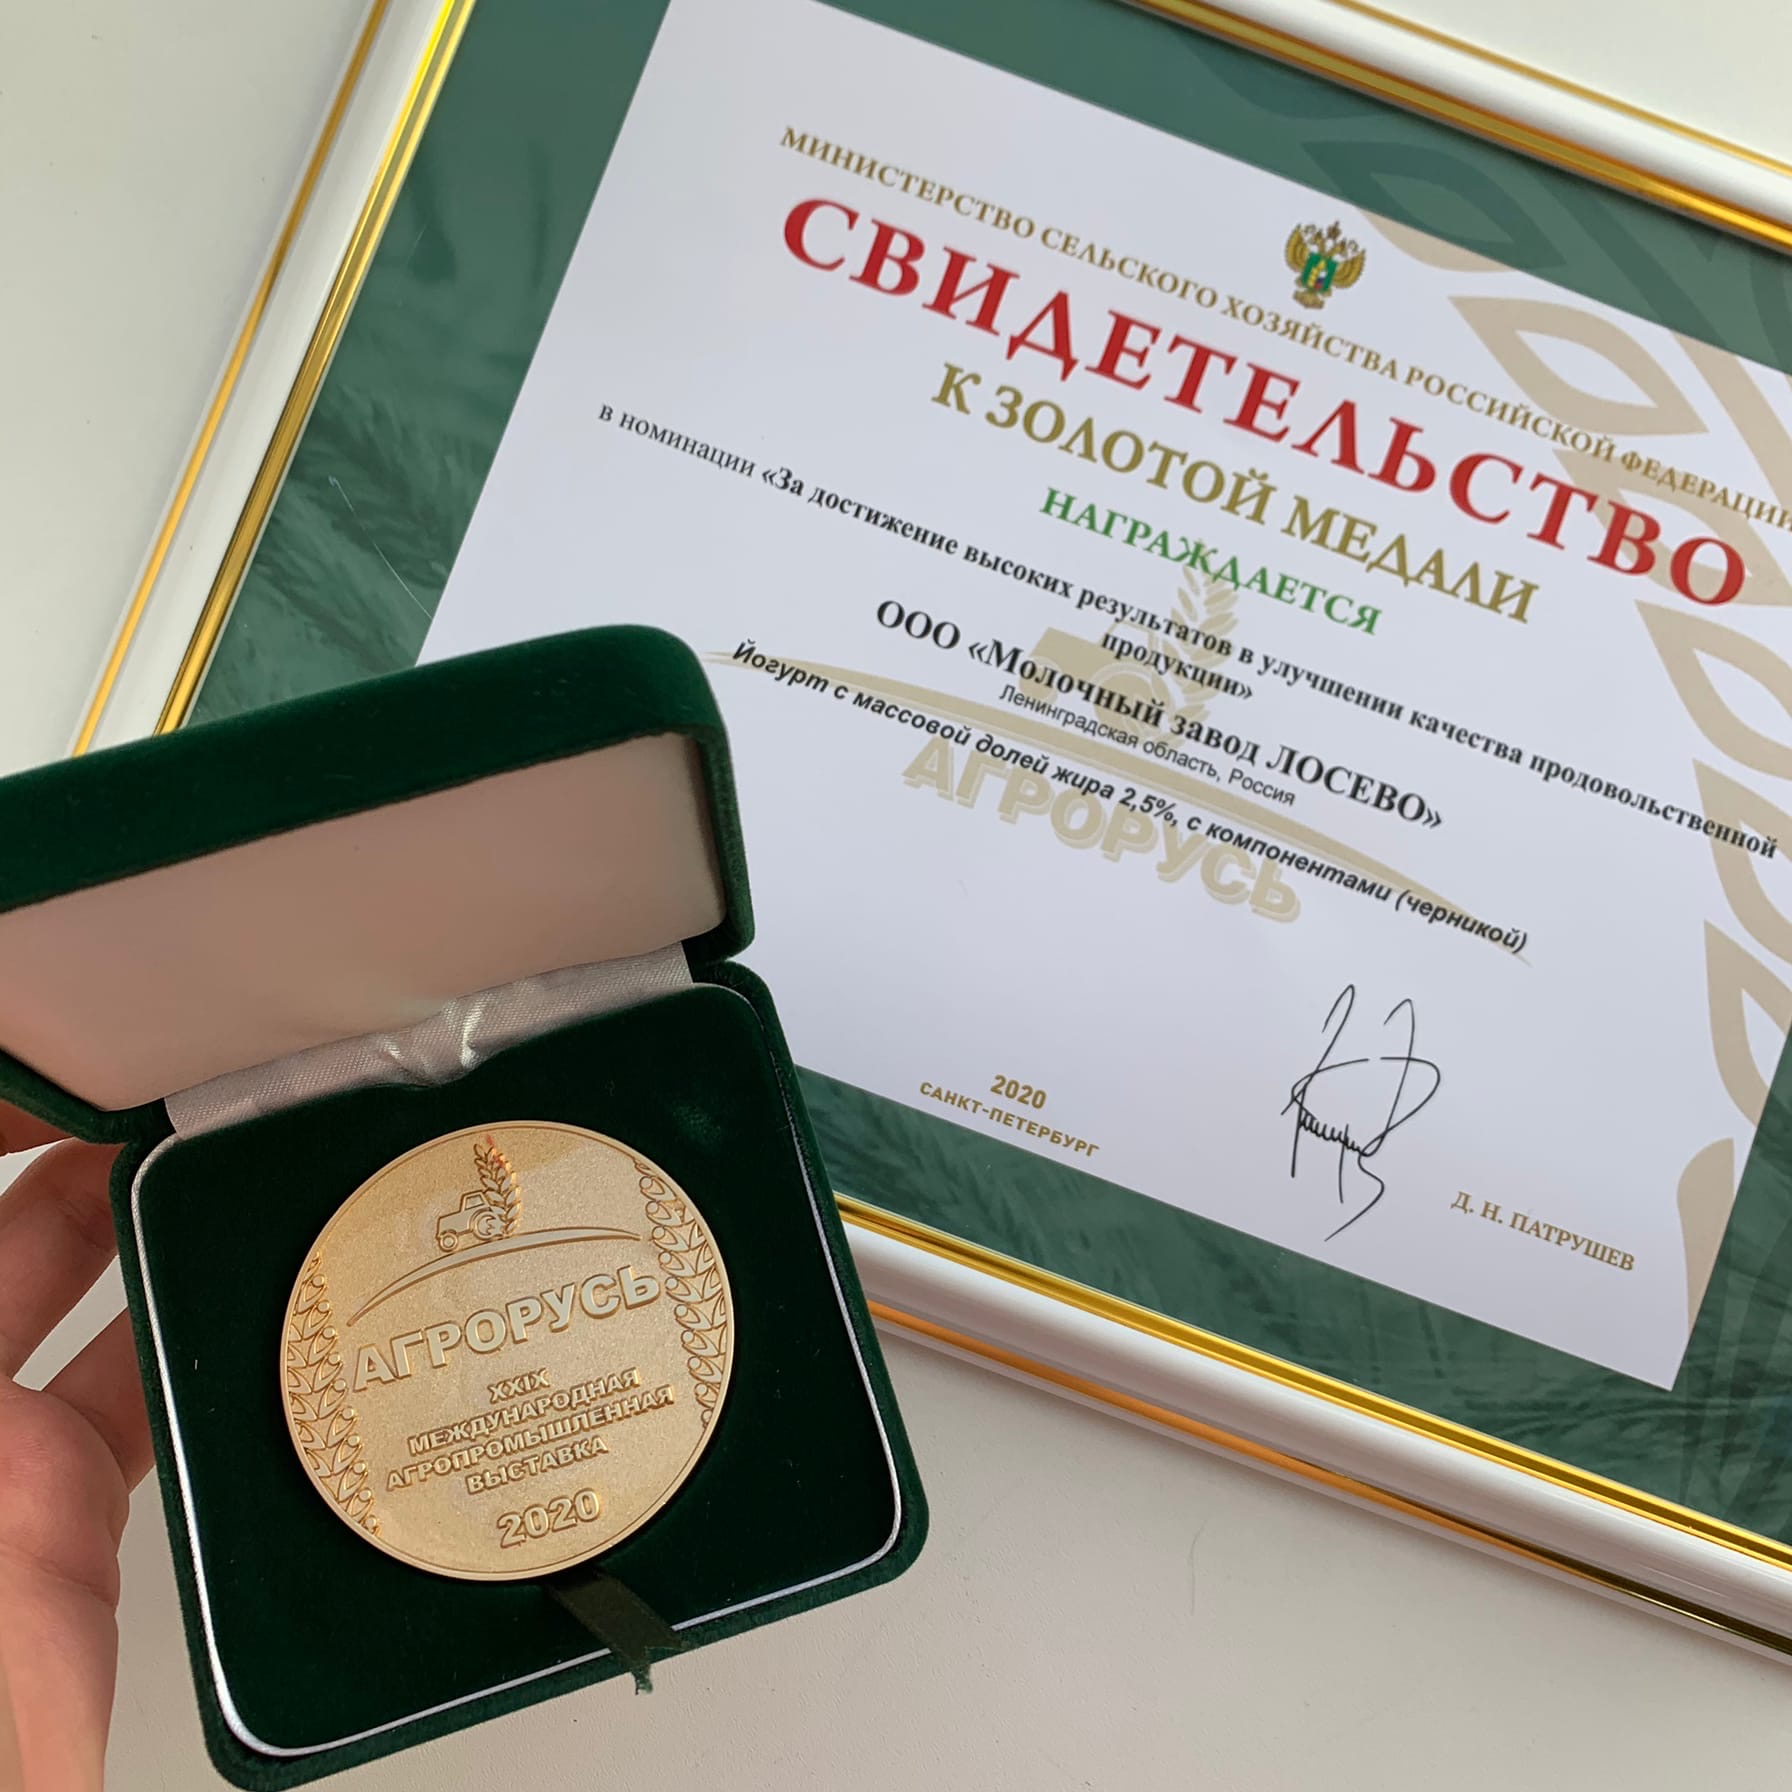 МИНИСТЕРСТВО СЕЛЬСКОГО ХОЗЯЙСТВА РОССИЙСКОЙ ФЕДЕРАЦИИ
СВИДЕТЕЛЬСТВО
К ЗОЛОТОЙ МЕДАЛИ
НАГРАЖДАЕТСЯ
в номинации «За достижение высоких результатов в улучшении качества продовольственной
продукции»
ООО «Молочный завод ЛОСЕВО»
Ленинградская область, Россия
Йогурт с массовой долей жира 2,5%, с компонентами (черникой)
АГРОРУСЬ
2020
САНКТ-ПЕТЕРБУРГ
Д. Н. ПАТРУШЕВ
АГРОРУСЬ
XXIX
МЕЖДУНАРОДНАЯ
АГРОПРОМЫШЛЕННАЯ
ВЫСТАВКА
2020